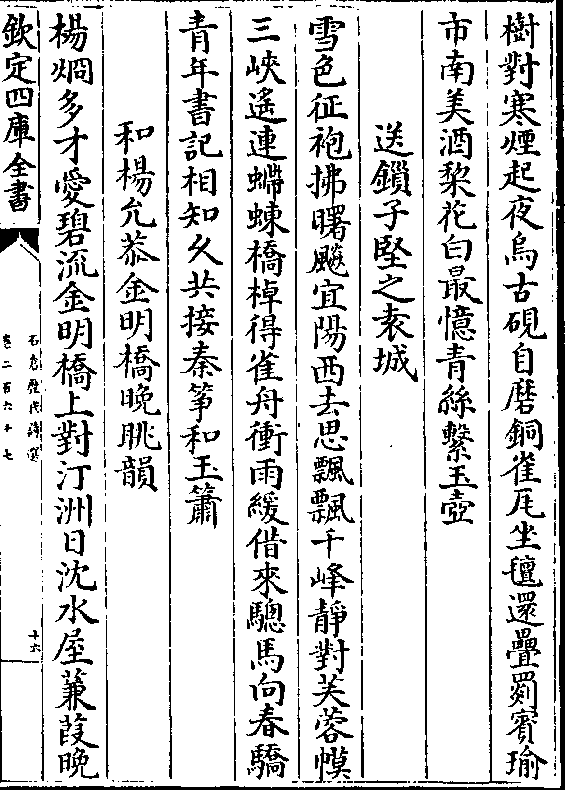 樹對寒煙起夜烏古硯自磨銅雀瓦坐氊還疊罽賓瑜
市南美酒棃花白最憶青絲繫玉壺
送鎖子堅之袁城
雪色征袍拂曙飈宜陽西去思飄飄千峰靜對芙蓉幙
三峽遙連螮蝀橋棹得雀舟衝雨緩借來驄馬向春驕
青年書記相知久共接秦箏和玉簫
和楊允恭金明橋晚眺韻
楊烱多才愛碧流金明橋上對汀洲日沈水屋蒹葭晚
欽定四庫全書
石倉歷代詩選
卷二百六十七
十六